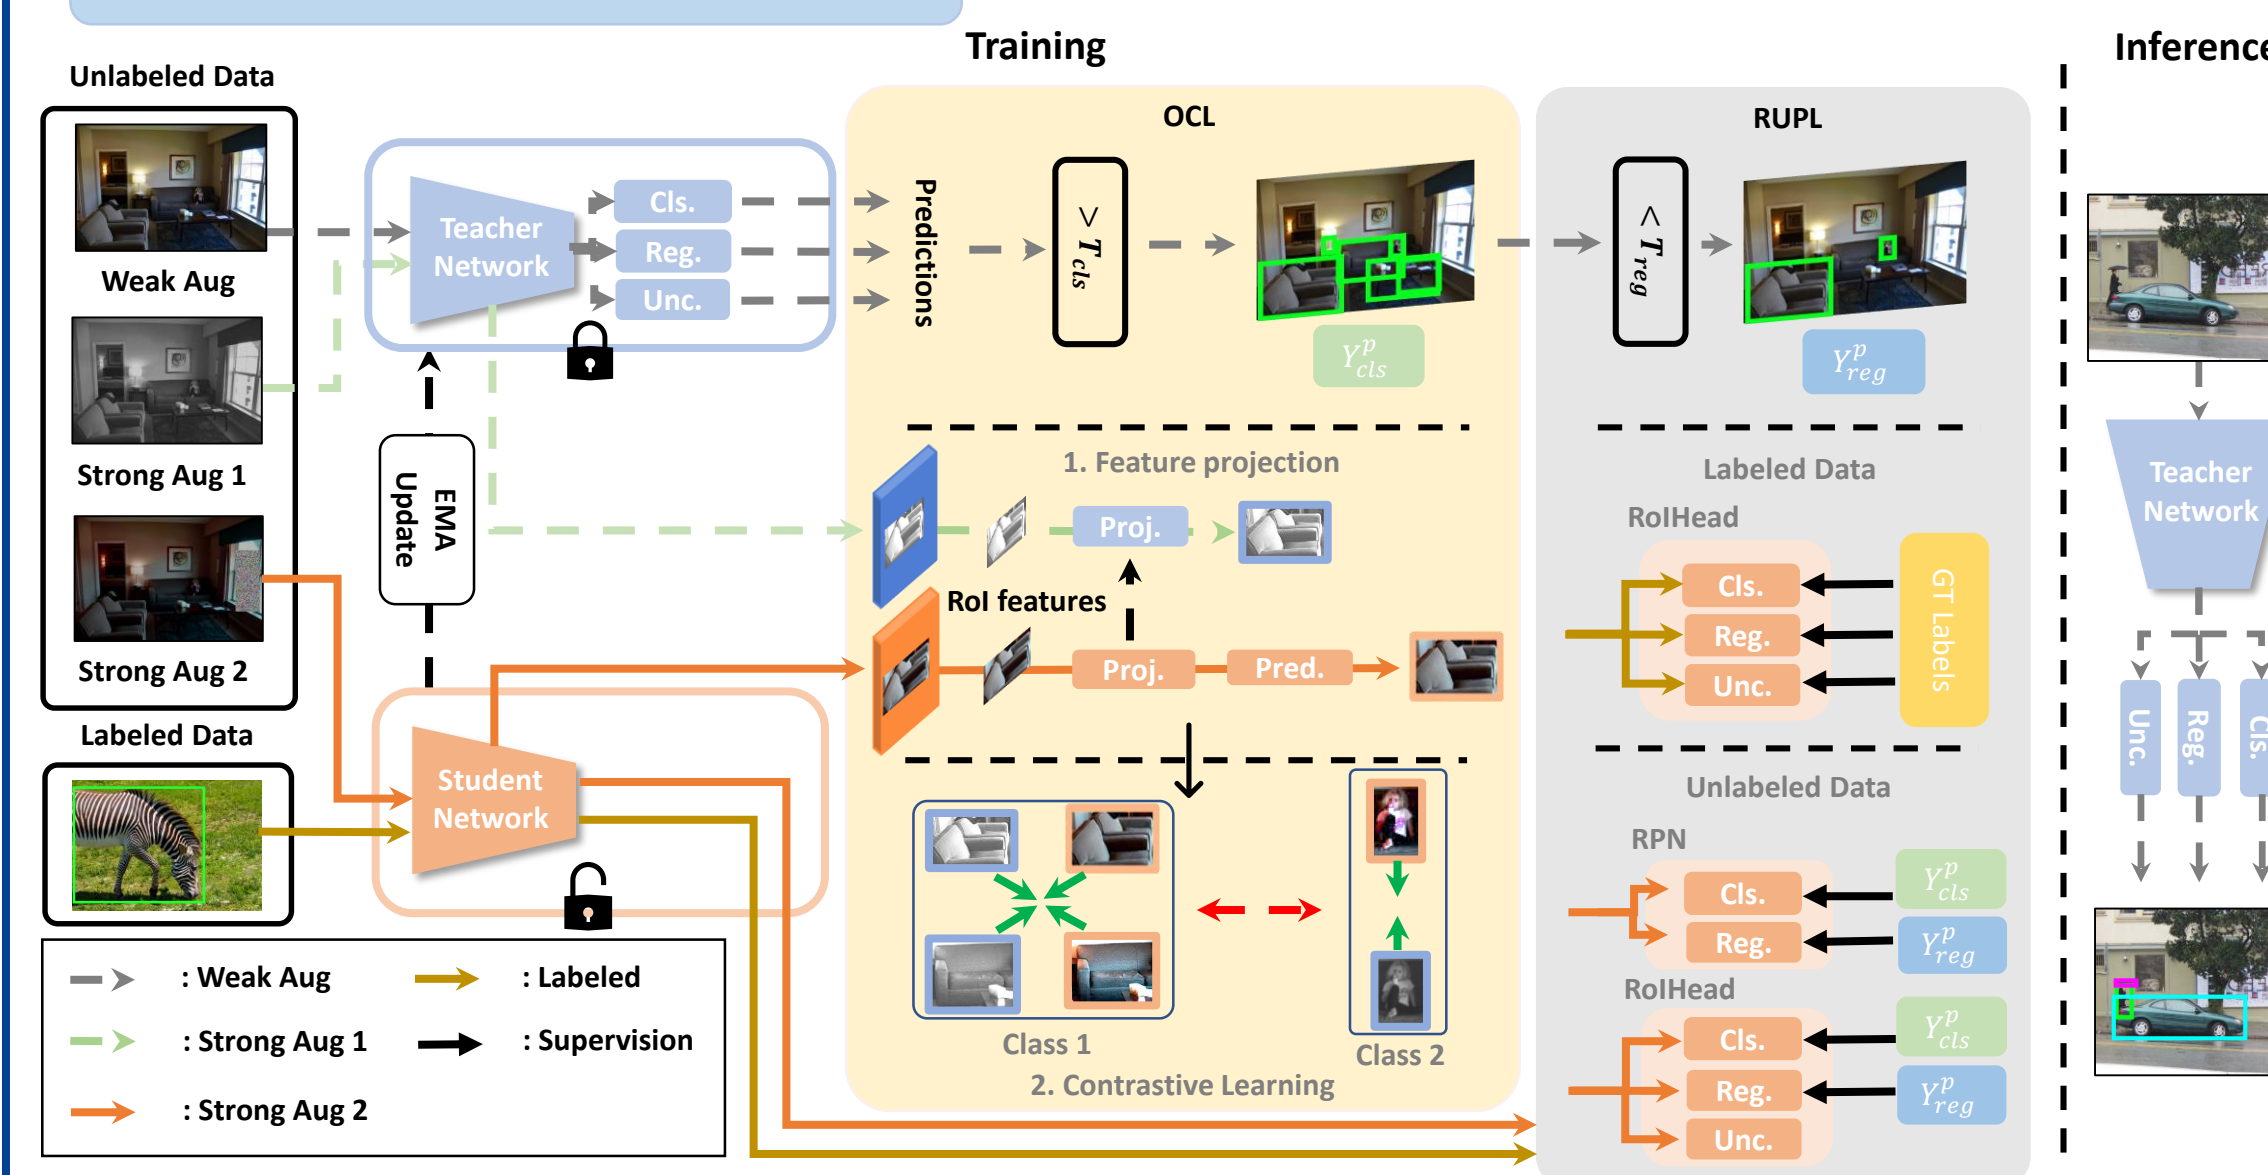 Training
Inference
Unlabeled Data
Weak Aug
Strong Aug 1
Strong Aug 2
Labeled Data
Teacher
Network
Cls.
Reg.
Unc.
EMA
Update
Student
Network
: Weak Aug
: Labeled
: Strong Aug 1
: Supervision
: Strong Aug 2
OCL
Predictions
> T_cls
Y^p_cls
1. Feature projection
Proj.
RoI features
Proj.
Pred.
Class 1
Class 2
2. Contrastive Learning
RUPL
< T_reg
Y^p_reg
Labeled Data
RoIHead
Cls.
Reg.
Unc.
GT Labels
Unlabeled Data
RPN
Cls.
Reg.
Y^p_cls
Y^p_reg
RoIHead
Cls.
Reg.
Unc.
Y^p_cls
Y^p_reg
Teacher
Network
Unc.
Reg.
Cls.